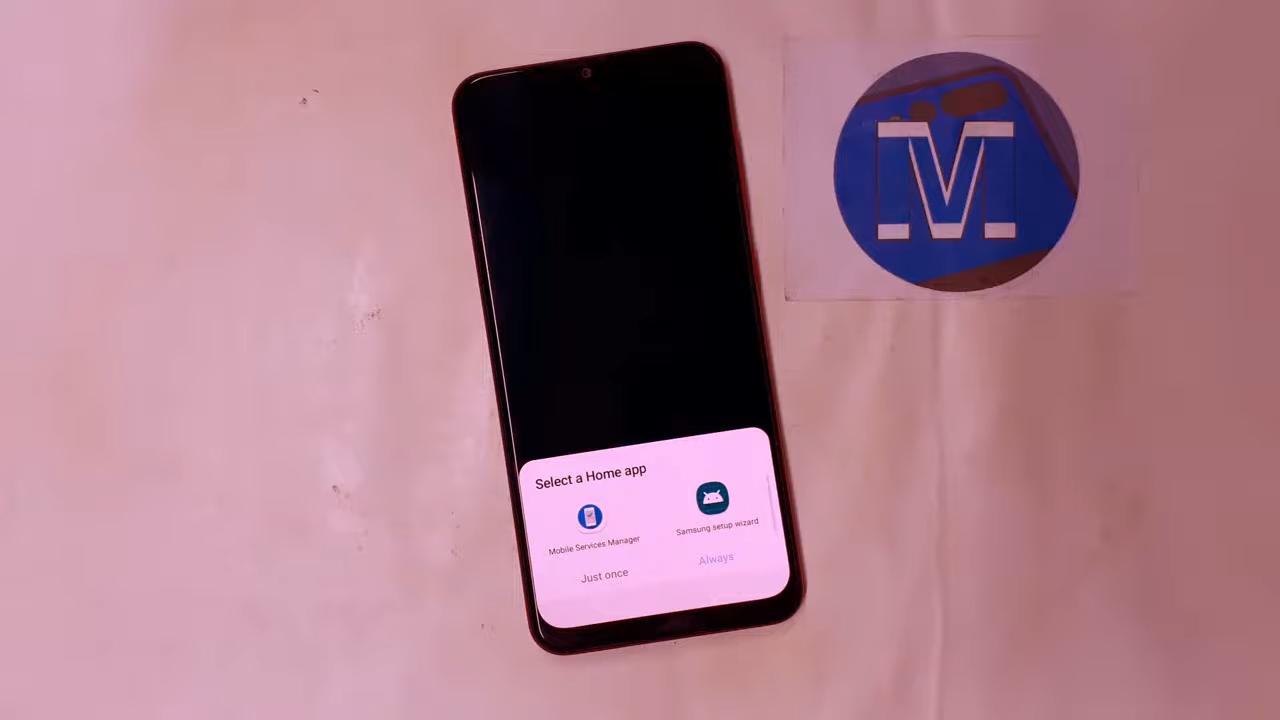 M
Select a Home app
Mobile Services Manager
Samsung setup wizard
Just once
Always